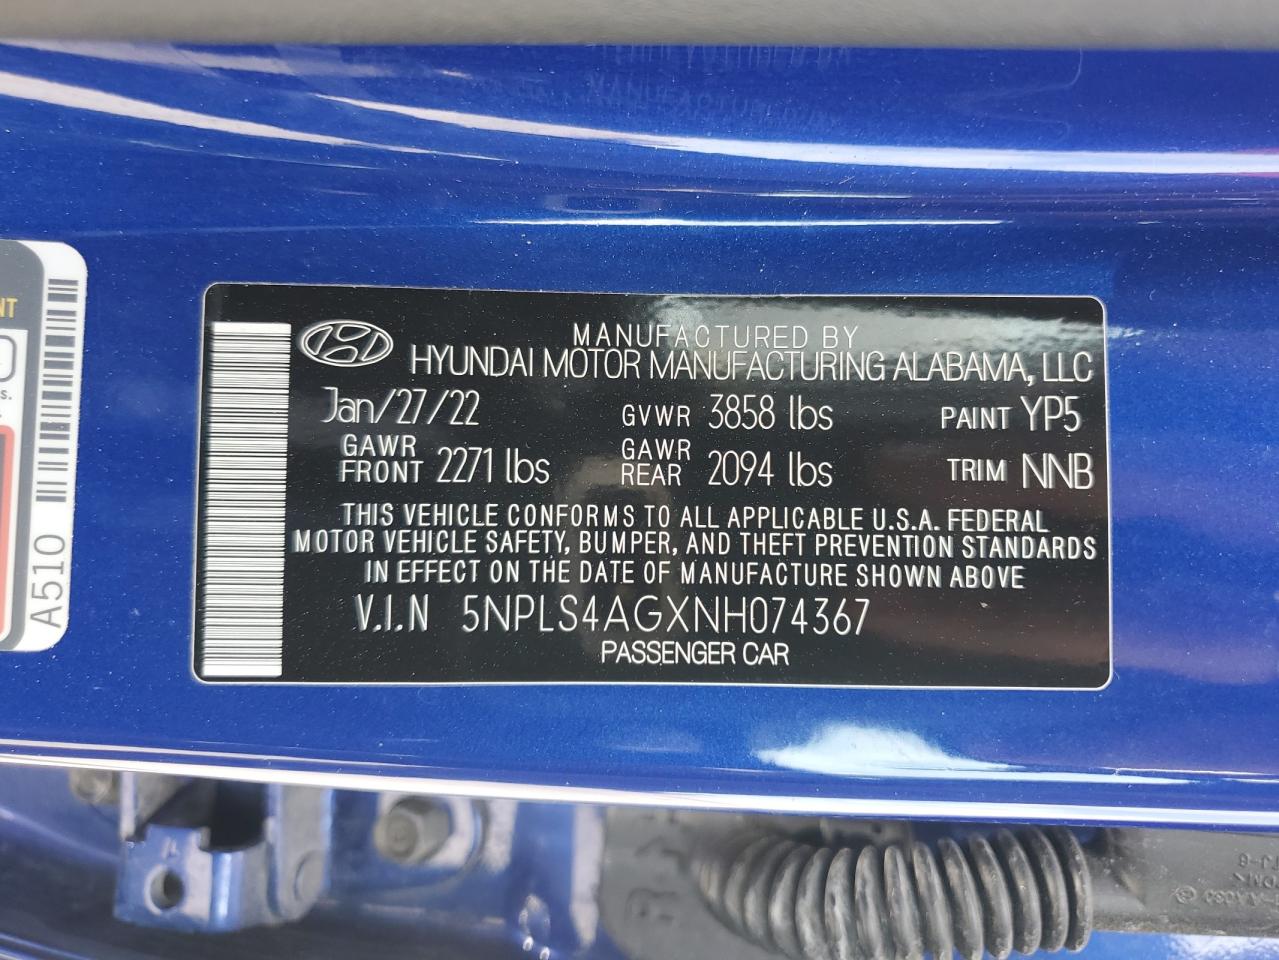 MANUFACTURED BY
HYUNDAI MOTOR MANUFACTURING ALABAMA, LLC
Jan/27/22 GVWR 3858 lbs PAINT YP5
GAWR FRONT 2271 lbs GAWR REAR 2094 lbs TRIM NNB
THIS VEHICLE CONFORMS TO ALL APPLICABLE U.S.A. FEDERAL
MOTOR VEHICLE SAFETY, BUMPER, AND THEFT PREVENTION STANDARDS
IN EFFECT ON THE DATE OF MANUFACTURE SHOWN ABOVE
V.I.N 5NPLS4AGXNH074367
PASSENGER CAR
A510